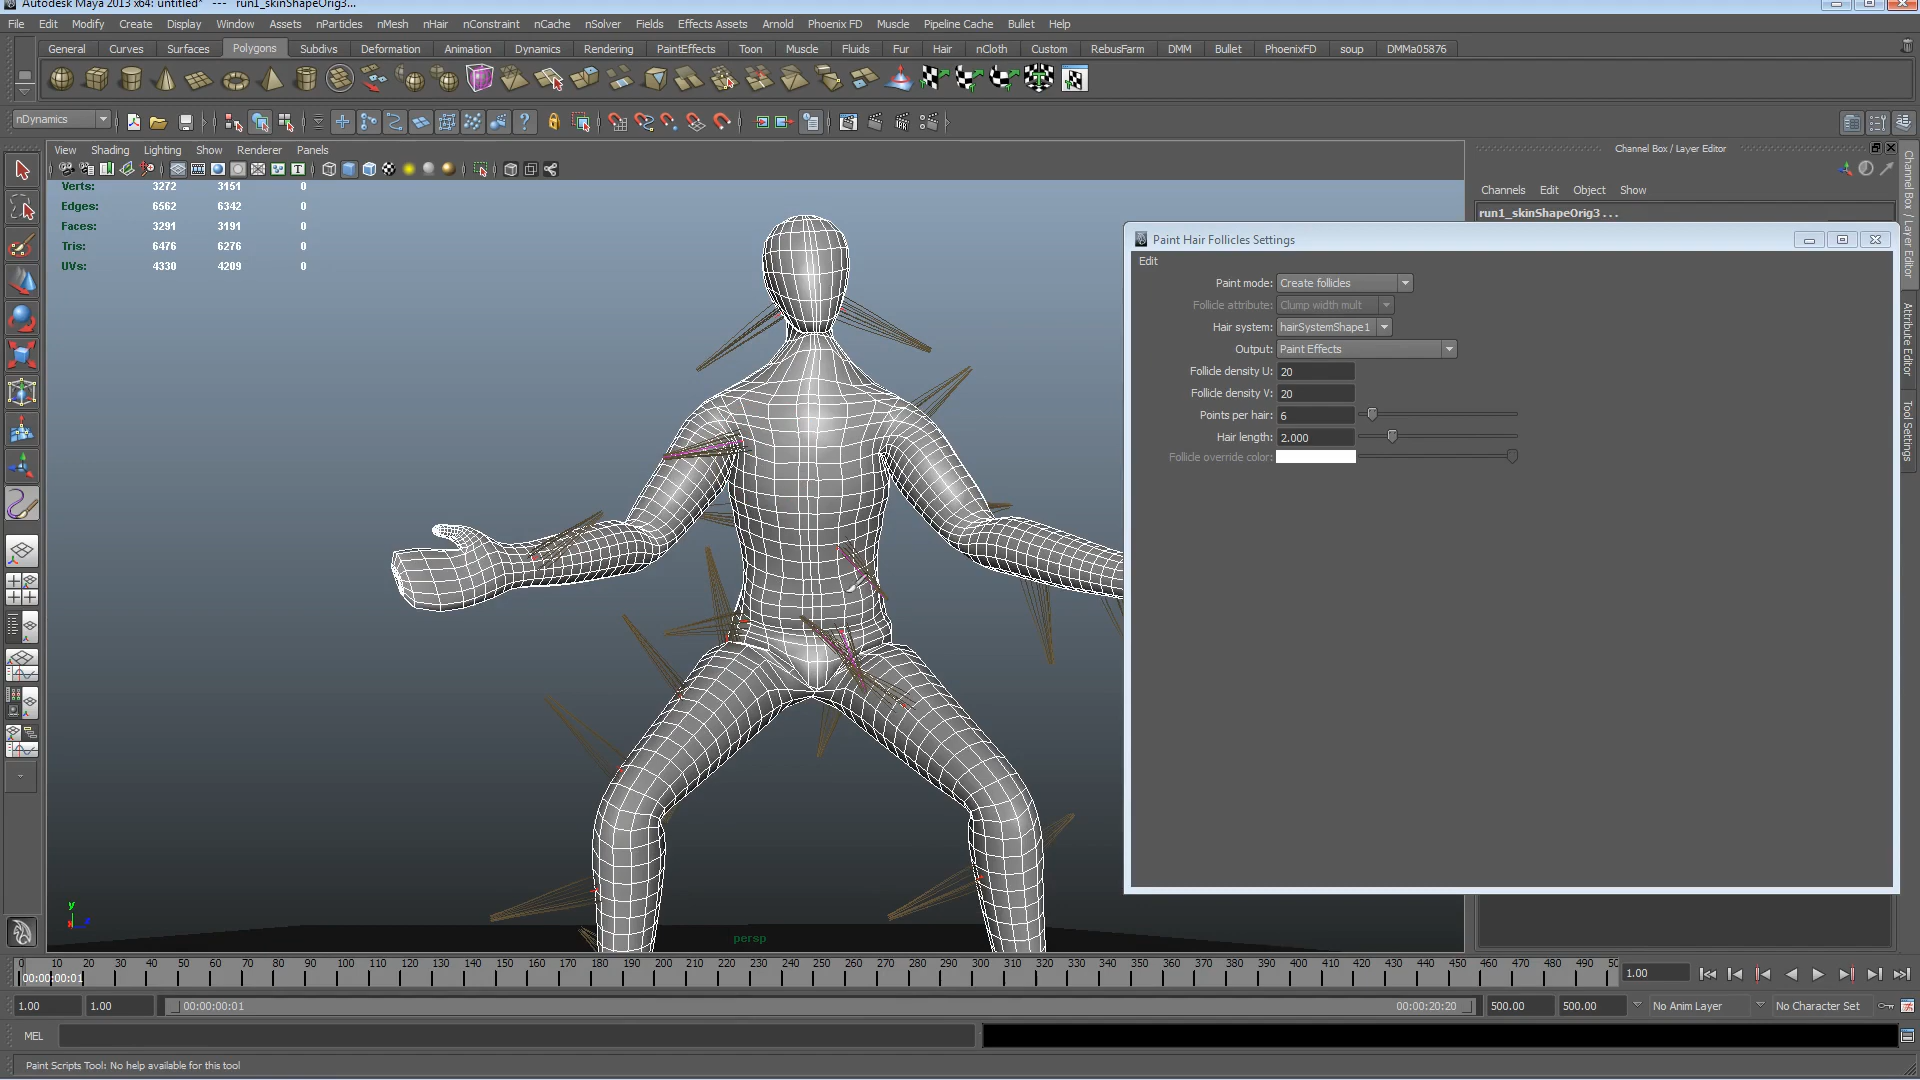 Autodesk Maya 2013 x64: untitled* --- run1_skinShapeOrig3...
File Edit Modify Create Display Window Assets nParticles nMesh nHair nConstraint nCache nSolver Fields Effects Assets Arnold Phoenix FD Muscle Pipeline Cache Bullet Help
General Curves Surfaces Polygons Subdivs Deformation Animation Dynamics Rendering PaintEffects Toon Muscle Fluids Fur Hair nCloth Custom RebusFarm DMM Bullet PhoenixFD soup DMMa05876
nDynamics
View Shading Lighting Show Renderer Panels
Channel Box / Layer Editor
Channels Edit Object Show
run1_skinShapeOrig3 . . .
Verts: 3272 3151 0
Edges: 6562 6342 0
Faces: 3291 3191 0
Tris: 6476 6276 0
UVs: 4330 4209 0
Paint Hair Follicles Settings
Edit
Paint mode: Create follicles
Follicle attribute: Clump width mult
Hair system: hairSystemShape1
Output: Paint Effects
Follicle density U: 20
Follicle density V: 20
Points per hair: 6
Hair length: 2.000
Follicle override color:
Channel Box / Layer Editor
Attribute Editor
Tool Settings
y
persp
0 10 20 30 40 50 60 70 80 90 100 110 120 130 140 150 160 170 180 190 200 210 220 230 240 250 260 270 280 290 300 310 320 330 340 350 360 370 380 390 400 410 420 430 440 450 460 470 480 490 50
00:00:00:01
1.00
1.00 1.00 00:00:00:01 00:00:20:20 500.00 500.00 No Anim Layer No Character Set
MEL
Paint Scripts Tool: No help available for this tool